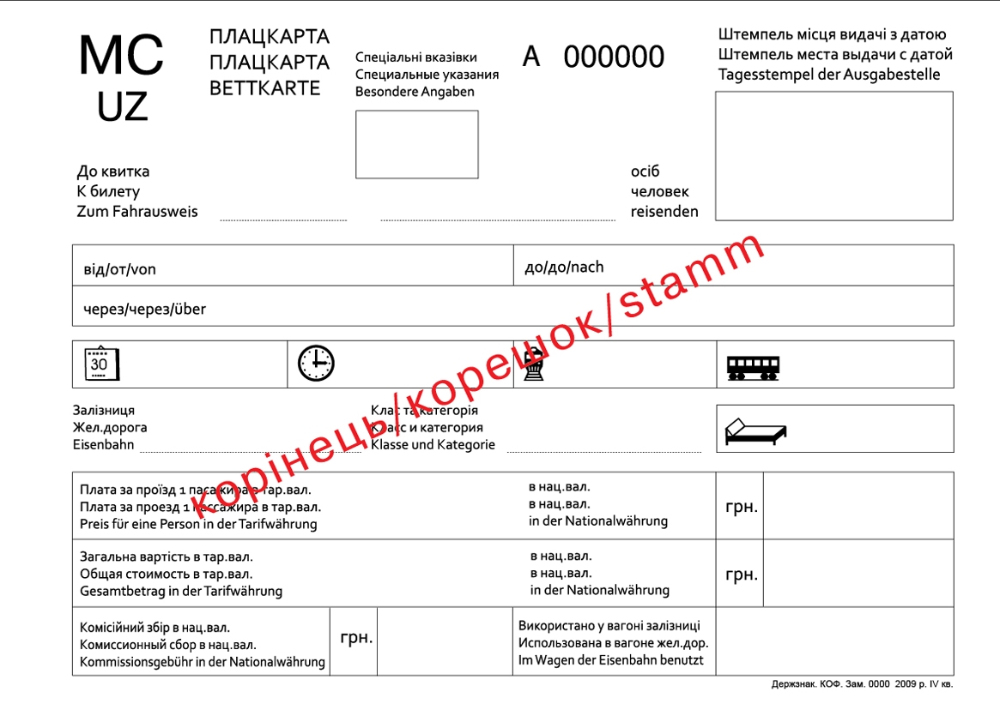 МС
UZ
ПЛАЦКАРТА
ПЛАЦКАРТА
BETTKARTE
Спеціальні вказівки
Специальные указания
Besondere Angaben
А 000000
Штемпель місця видачі з датою
Штемпель места выдачи с датой
Tagesstempel der Ausgabestelle
До квитка
К билету
Zum Fahrausweis
осіб
человек
reisenden
від/от/von
до/до/nach
через/через/über
30
корінець/корешок/stamm
Залізниця
Жел.дорога
Eisenbahn
Клас та категорія
Класс и категория
Klasse und Kategorie
Плата за проїзд 1 пасажира в тар.вал.
Плата за проезд 1 пассажира в тар.вал.
Preis für eine Person in der Tarifwährung
в нац.вал.
в нац.вал.
in der Nationalwährung
грн.
Загальна вартість в тар.вал.
Общая стоимость в тар.вал.
Gesamtbetrag in der Tarifwährung
в нац.вал.
в нац.вал.
in der Nationalwährung
грн.
Комісійний збір в нац.вал.
Комиссионный сбор в нац.вал.
Kommissionsgebühr in der Nationalwährung
грн.
Використано у вагоні залізниці
Использована в вагоне жел.дор.
Im Wagen der Eisenbahn benutzt
Держзнак. КОФ. Зам. 0000 2009 р. IV кв.